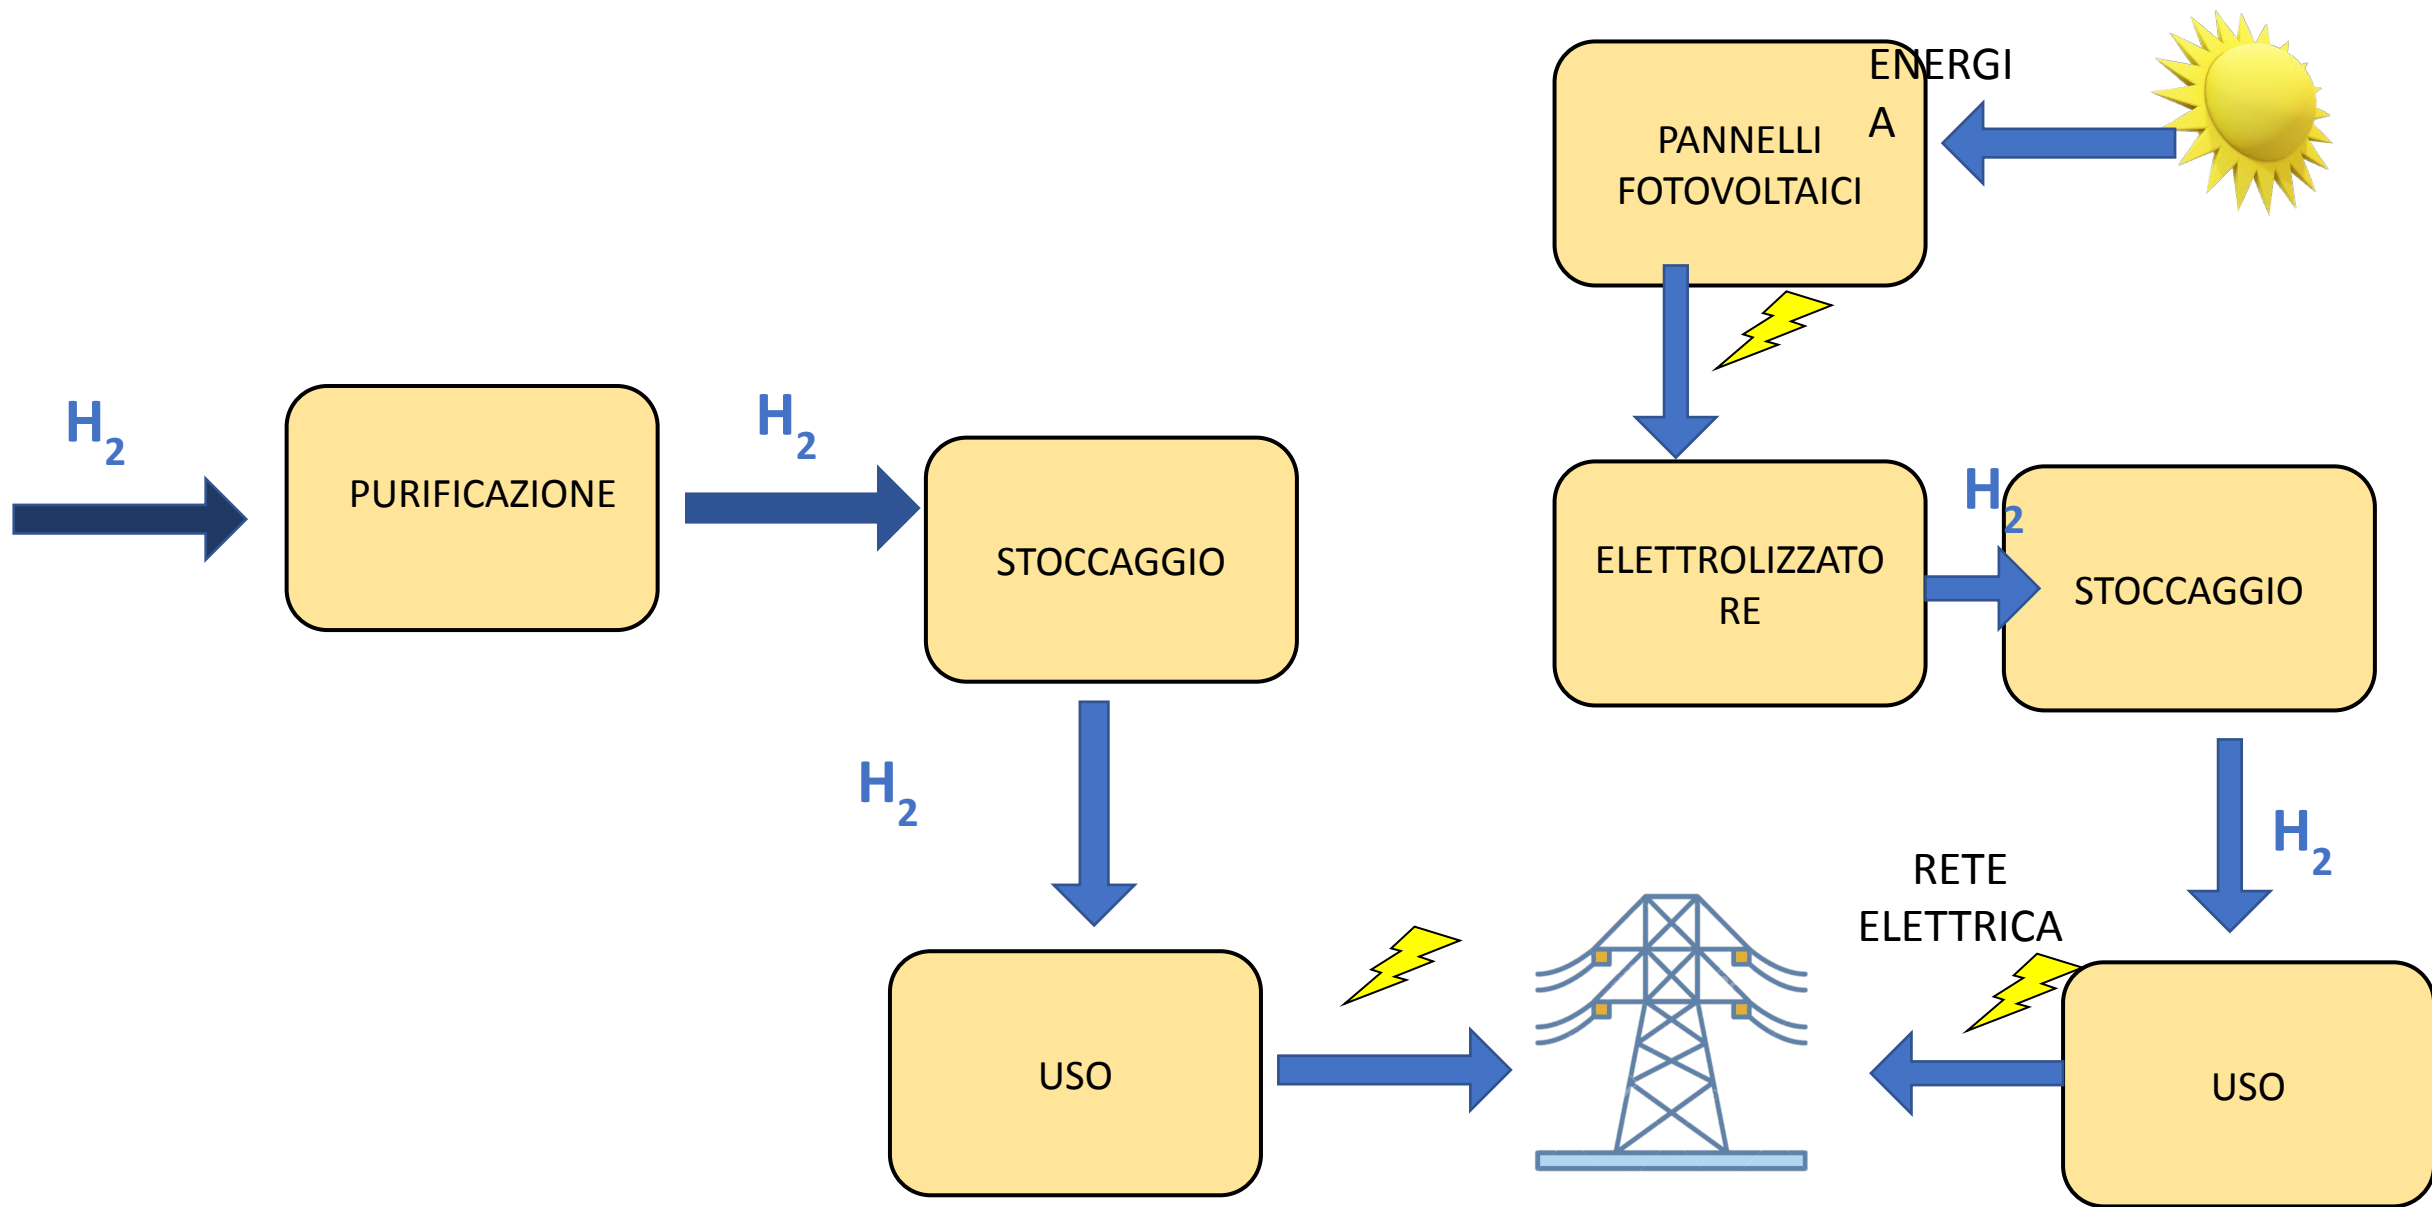 ENERGI
A
PANNELLI
FOTOVOLTAICI
H2
PURIFICAZIONE
H2
STOCCAGGIO
ELETTROLIZZATO
RE
H2
STOCCAGGIO
H2
H2
RETE
ELETTRICA
USO
USO